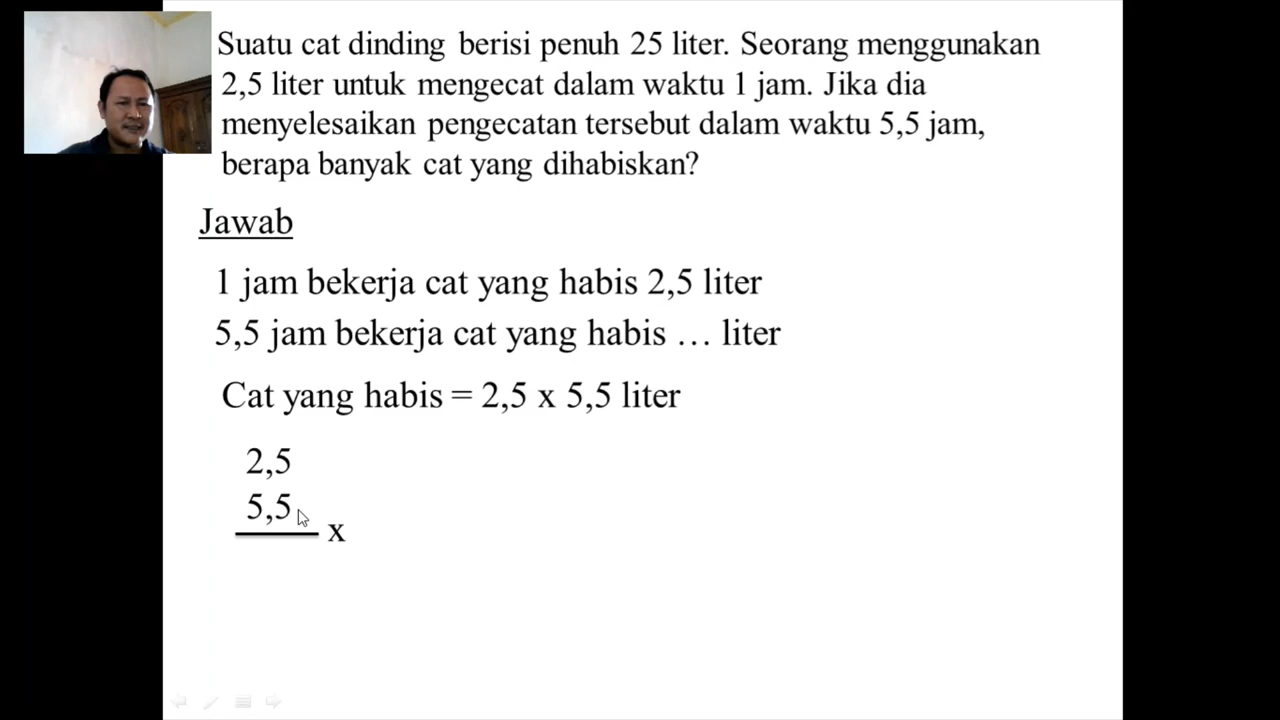 Suatu cat dinding berisi penuh 25 liter. Seorang menggunakan
2,5 liter untuk mengecat dalam waktu 1 jam. Jika dia
menyelesaikan pengecatan tersebut dalam waktu 5,5 jam,
berapa banyak cat yang dihabiskan?
Jawab
1 jam bekerja cat yang habis 2,5 liter
5,5 jam bekerja cat yang habis … liter
Cat yang habis = 2,5 x 5,5 liter
2,5
5,5
x